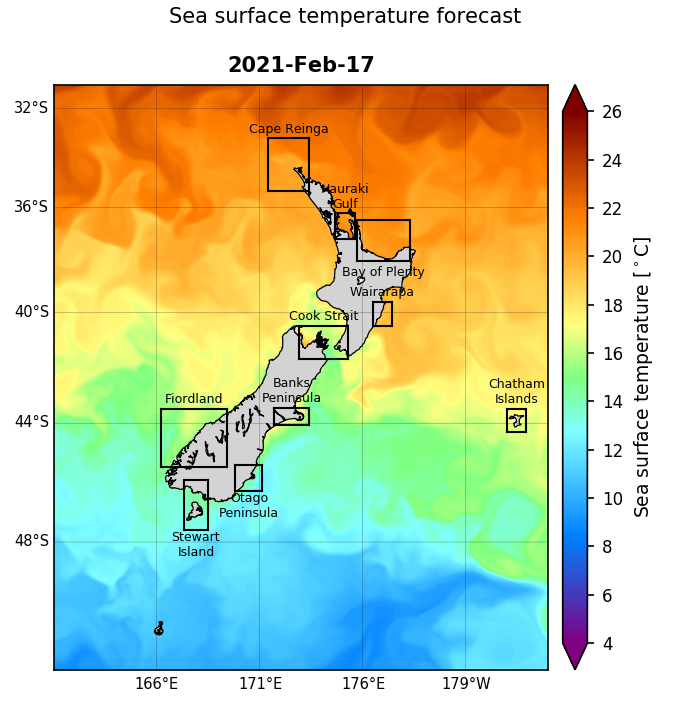 Sea surface temperature forecast
2021-Feb-17
32°S
36°S
40°S
44°S
48°S
166°E
171°E
176°E
179°W
Cape Reinga
Hauraki
Gulf
Bay of Plenty
Wairarapa
Cook Strait
Banks
Peninsula
Fiordland
Chatham
Islands
Otago
Peninsula
Stewart
Island
26
24
22
20
18
16
14
12
10
8
6
4
Sea surface temperature [°C]